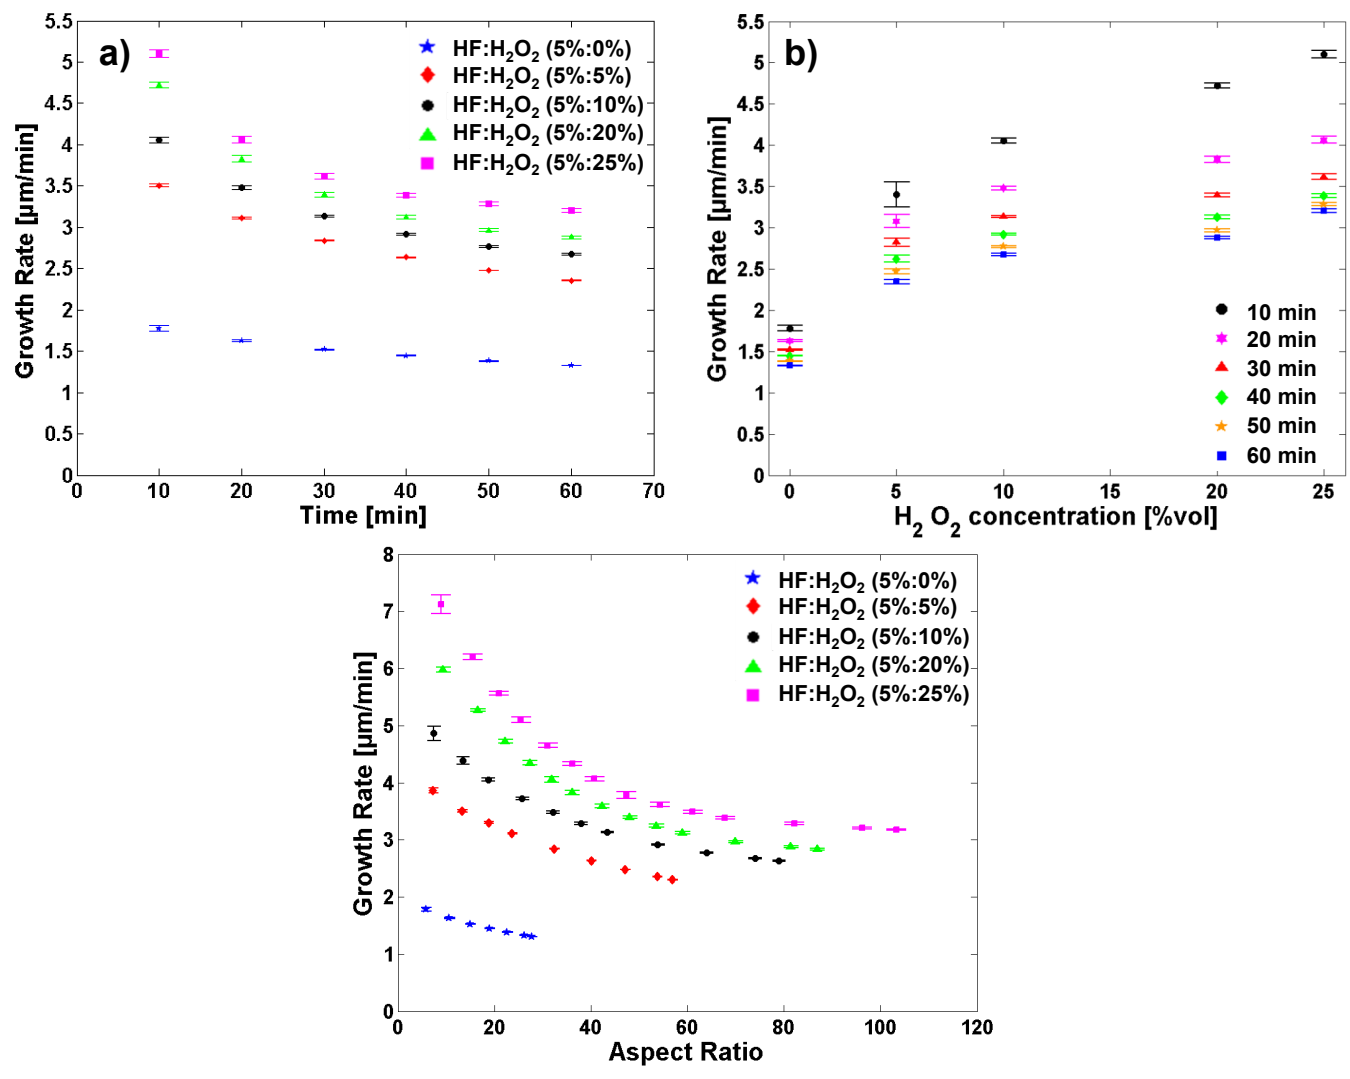 a)
5.5
5
4.5
4
3.5
3
2.5
2
1.5
1
0.5
0
Growth Rate [µm/min]
HF:H₂O₂ (5%:0%)
HF:H₂O₂ (5%:5%)
HF:H₂O₂ (5%:10%)
HF:H₂O₂ (5%:20%)
HF:H₂O₂ (5%:25%)
0 10 20 30 40 50 60 70
Time [min]
b)
5.5
5
4.5
4
3.5
3
2.5
2
1.5
1
0.5
0
Growth Rate [µm/min]
10 min
20 min
30 min
40 min
50 min
60 min
0 5 10 15 20 25
H₂ O₂ concentration [%vol]
8
7
6
5
4
3
2
1
0
Growth Rate [µm/min]
HF:H₂O₂ (5%:0%)
HF:H₂O₂ (5%:5%)
HF:H₂O₂ (5%:10%)
HF:H₂O₂ (5%:20%)
HF:H₂O₂ (5%:25%)
0 20 40 60 80 100 120
Aspect Ratio